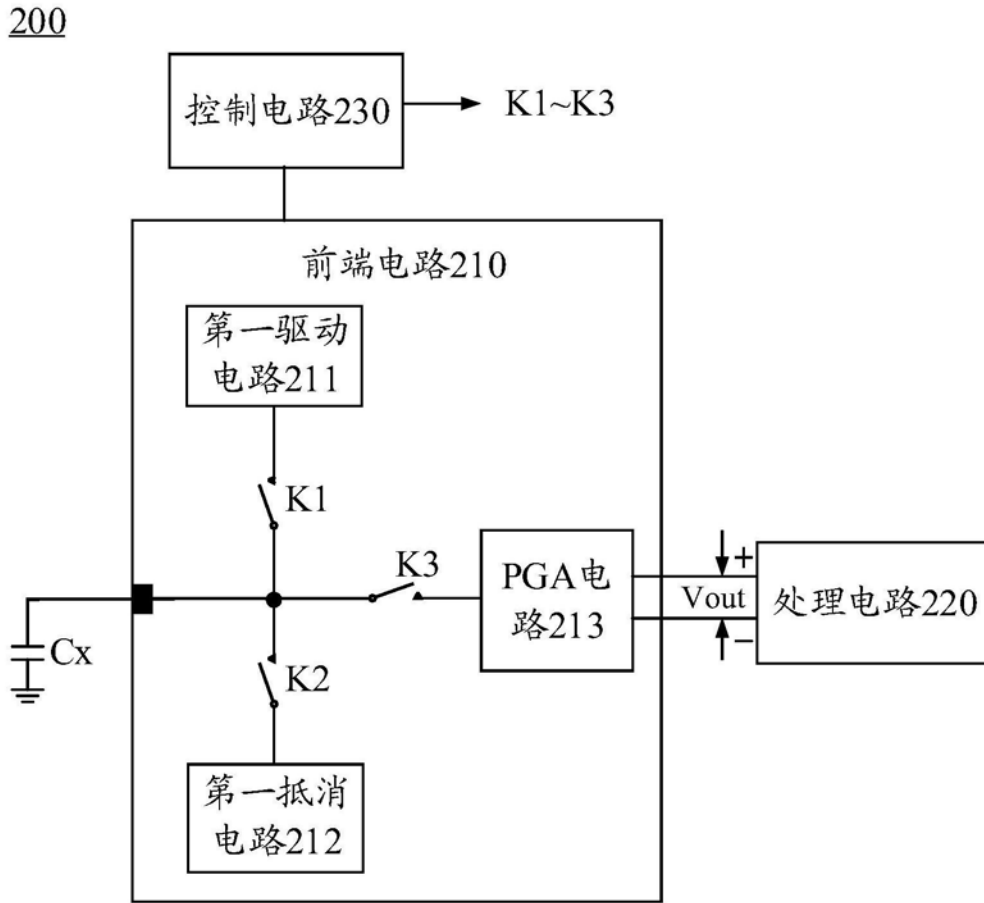 200
控制电路230
K1~K3
前端电路210
第一驱动
电路211
K1
K3
PGA电
路213
+
Vout
−
处理电路220
Cx
K2
第一抵消
电路212